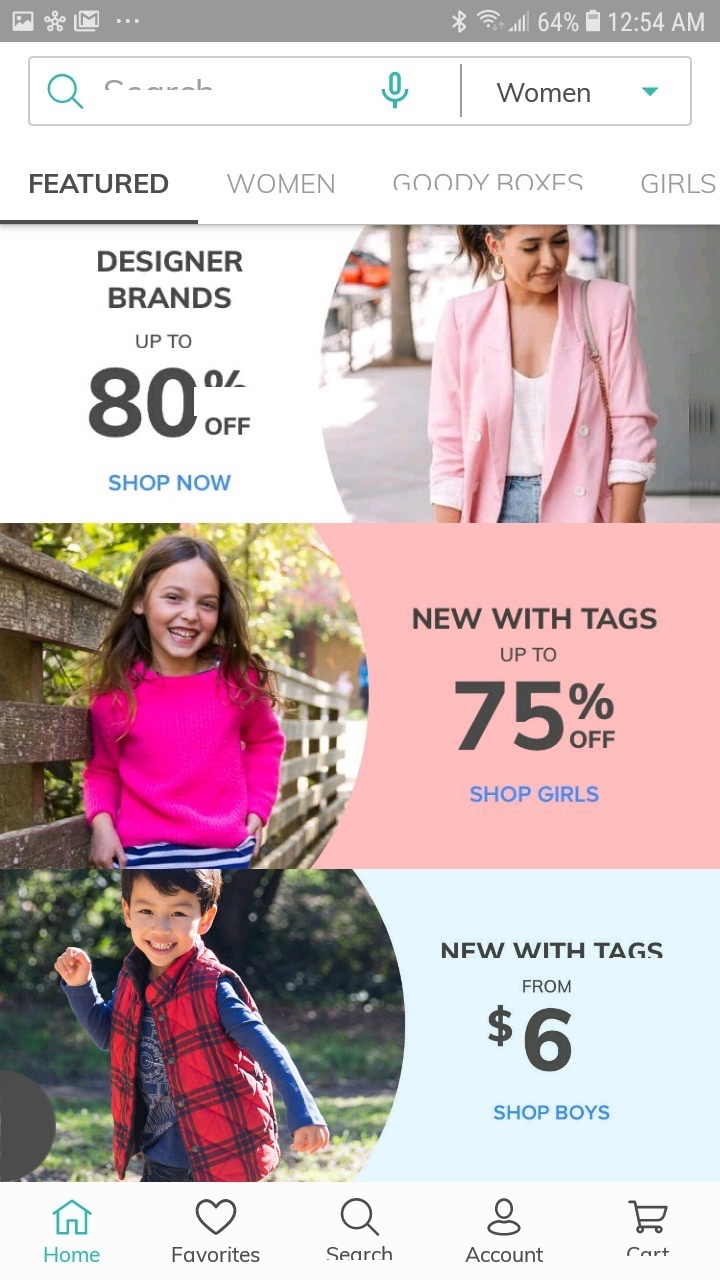 64% 12:54 AM
Search
Women
FEATURED WOMEN GOODY BOXES GIRLS
DESIGNER
BRANDS
UP TO
80%
OFF
SHOP NOW
NEW WITH TAGS
UP TO
75%
OFF
SHOP GIRLS
NEW WITH TAGS
FROM
$6
SHOP BOYS
Home Favorites Search Account Cart